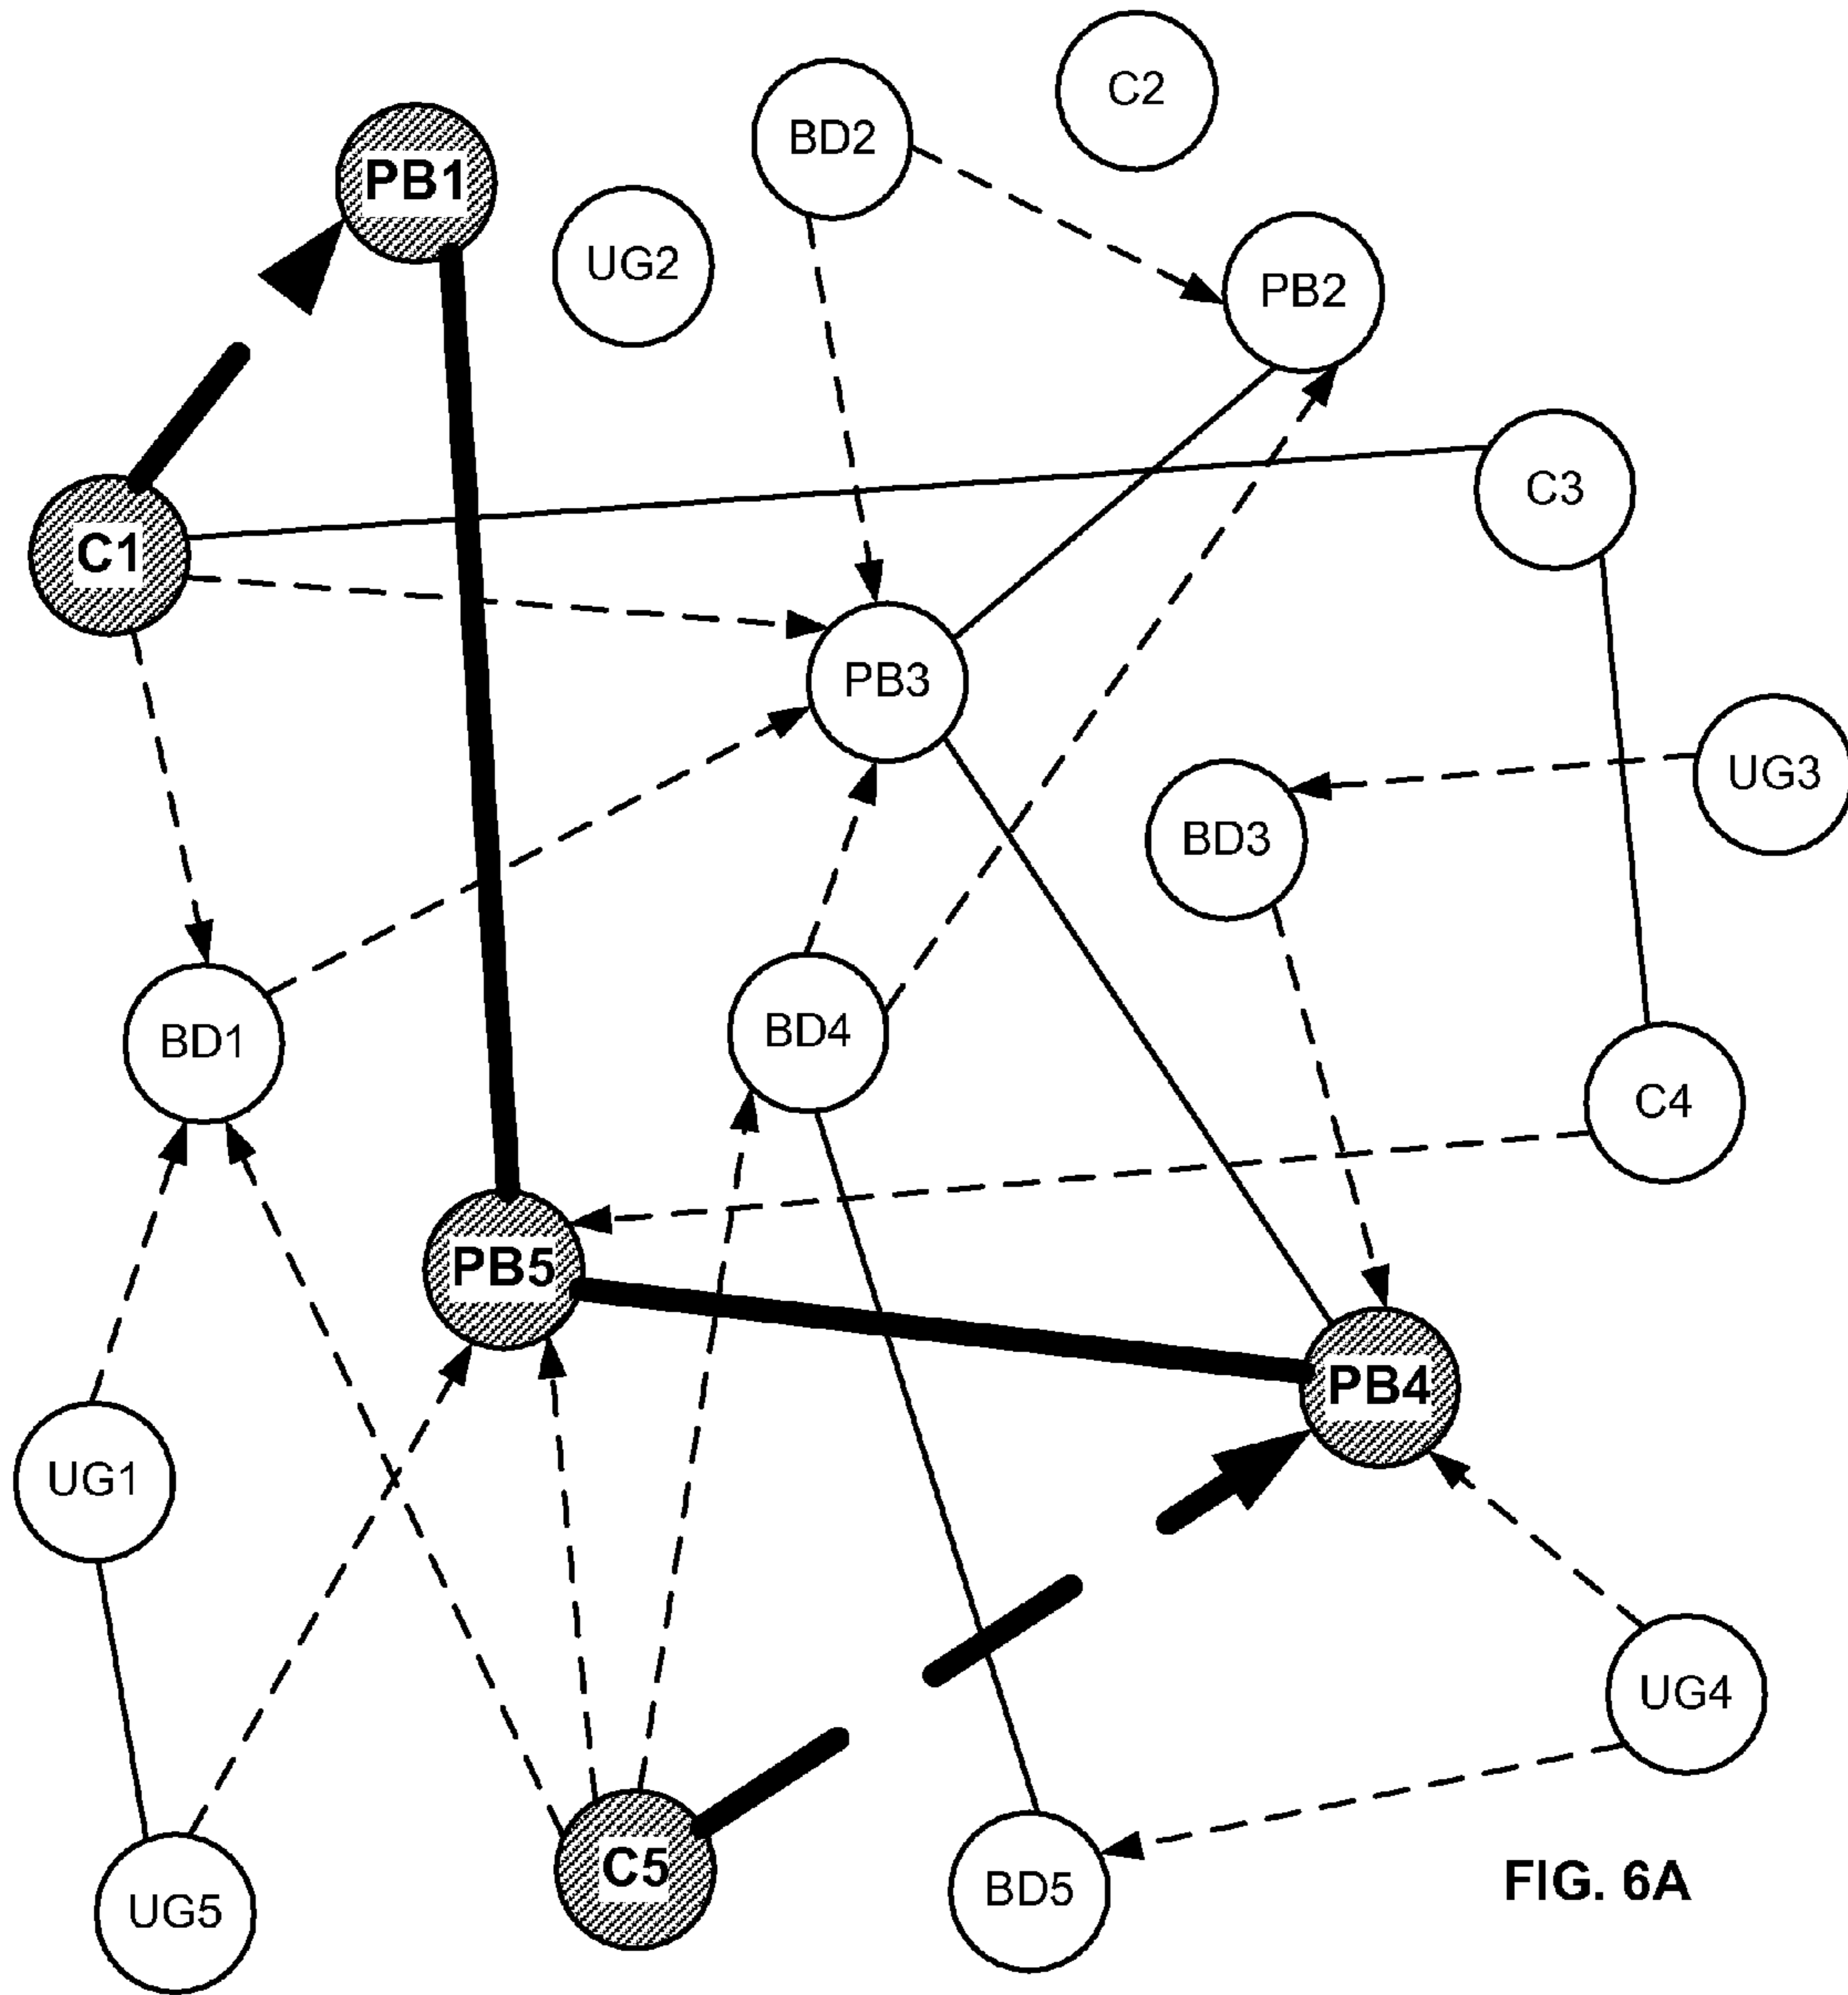 C2
BD2
PB1
UG2
PB2
C3
C1
PB3
UG3
BD3
BD4
BD1
C4
PB5
PB4
UG1
UG4
C5
BD5
FIG. 6A
UG5